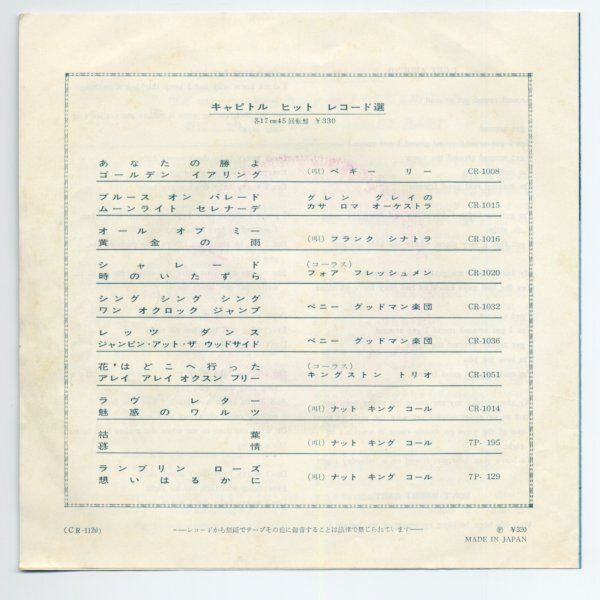 キャピトル ヒット レコード選
各17cm45回転盤 ¥330
あなたの勝よ
ゴールデン イアリング (唄) ペギー リー CR-1008
ブルース オン パレード グレン グレイの
ムーンライト セレナーデ カサ ロマ オーケストラ CR-1015
オール オブ ミー
黄金の雨 (唄) フランク シナトラ CR-1016
シャレード (コーラス)
時のいたずら フォア フレッシュメン CR-1020
シング シング シング
ワン オクロック ジャンプ ベニー グッドマン楽団 CR-1032
レッツ ダンス
ジャンピン・アット・ザ ウッドサイド ベニー グッドマン楽団 CR-1036
花はどこへ行った (コーラス)
アレイ アレイ オクスン フリー キングストン トリオ CR-1051
ラヴ レター
魅惑のワルツ (唄) ナット キング コール CR-1014
枯葉
慕情 (唄) ナット キング コール 7P- 195
ランブリン ローズ
想いはるかに (唄) ナット キング コール 7P- 129
(CR-1120) ──レコードから無断でテープその他に録音することは法律で禁じられています── Ⓟ ¥330
MADE IN JAPAN